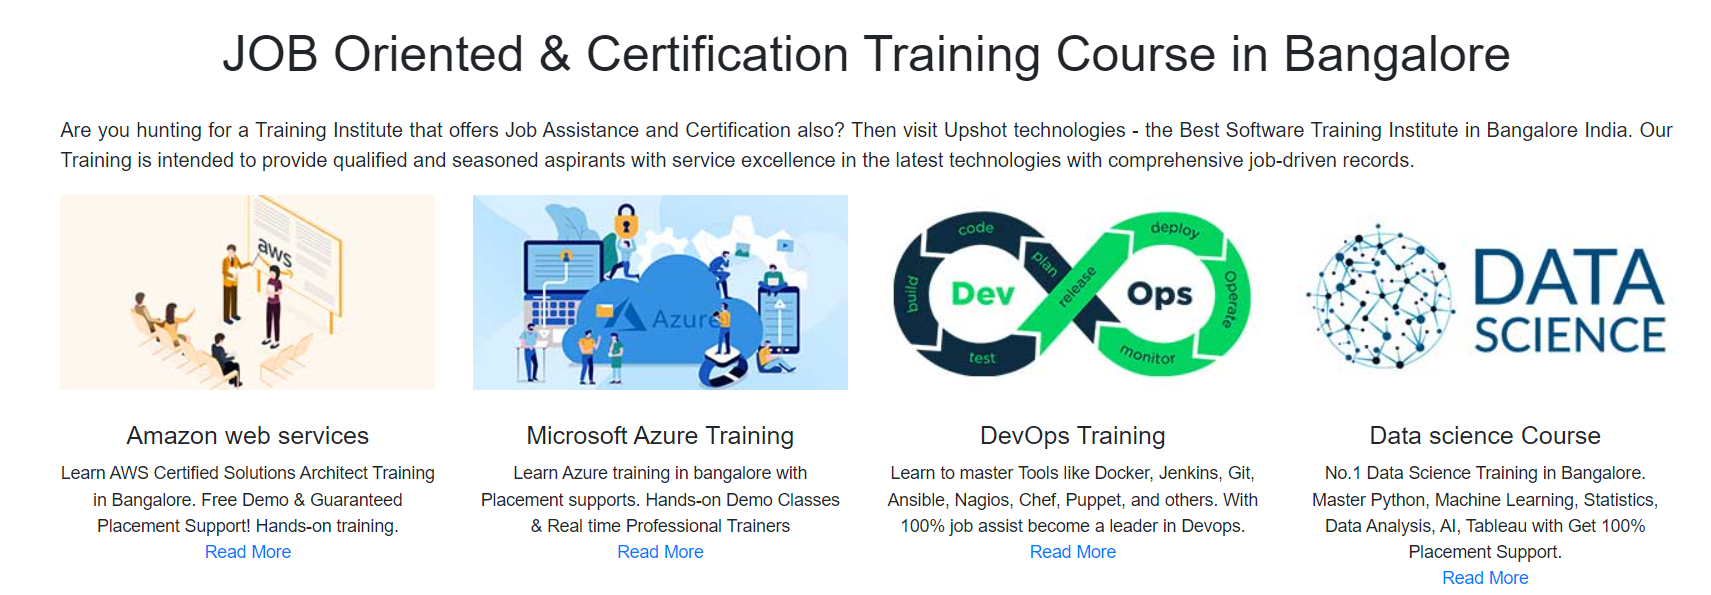 JOB Oriented & Certification Training Course in Bangalore
Are you hunting for a Training Institute that offers Job Assistance and Certification also? Then visit Upshot technologies - the Best Software Training Institute in Bangalore India. Our
Training is intended to provide qualified and seasoned aspirants with service excellence in the latest technologies with comprehensive job-driven records.
aws
Amazon web services
Learn AWS Certified Solutions Architect Training
in Bangalore. Free Demo & Guaranteed
Placement Support! Hands-on training.
Read More
Azure
Microsoft Azure Training
Learn Azure training in bangalore with
Placement supports. Hands-on Demo Classes
& Real time Professional Trainers
Read More
code
plan
release
deploy
Operate
monitor
build
test
Dev
Ops
DevOps Training
Learn to master Tools like Docker, Jenkins, Git,
Ansible, Nagios, Chef, Puppet, and others. With
100% job assist become a leader in Devops.
Read More
DATA
SCIENCE
Data science Course
No.1 Data Science Training in Bangalore.
Master Python, Machine Learning, Statistics,
Data Analysis, AI, Tableau with Get 100%
Placement Support.
Read More